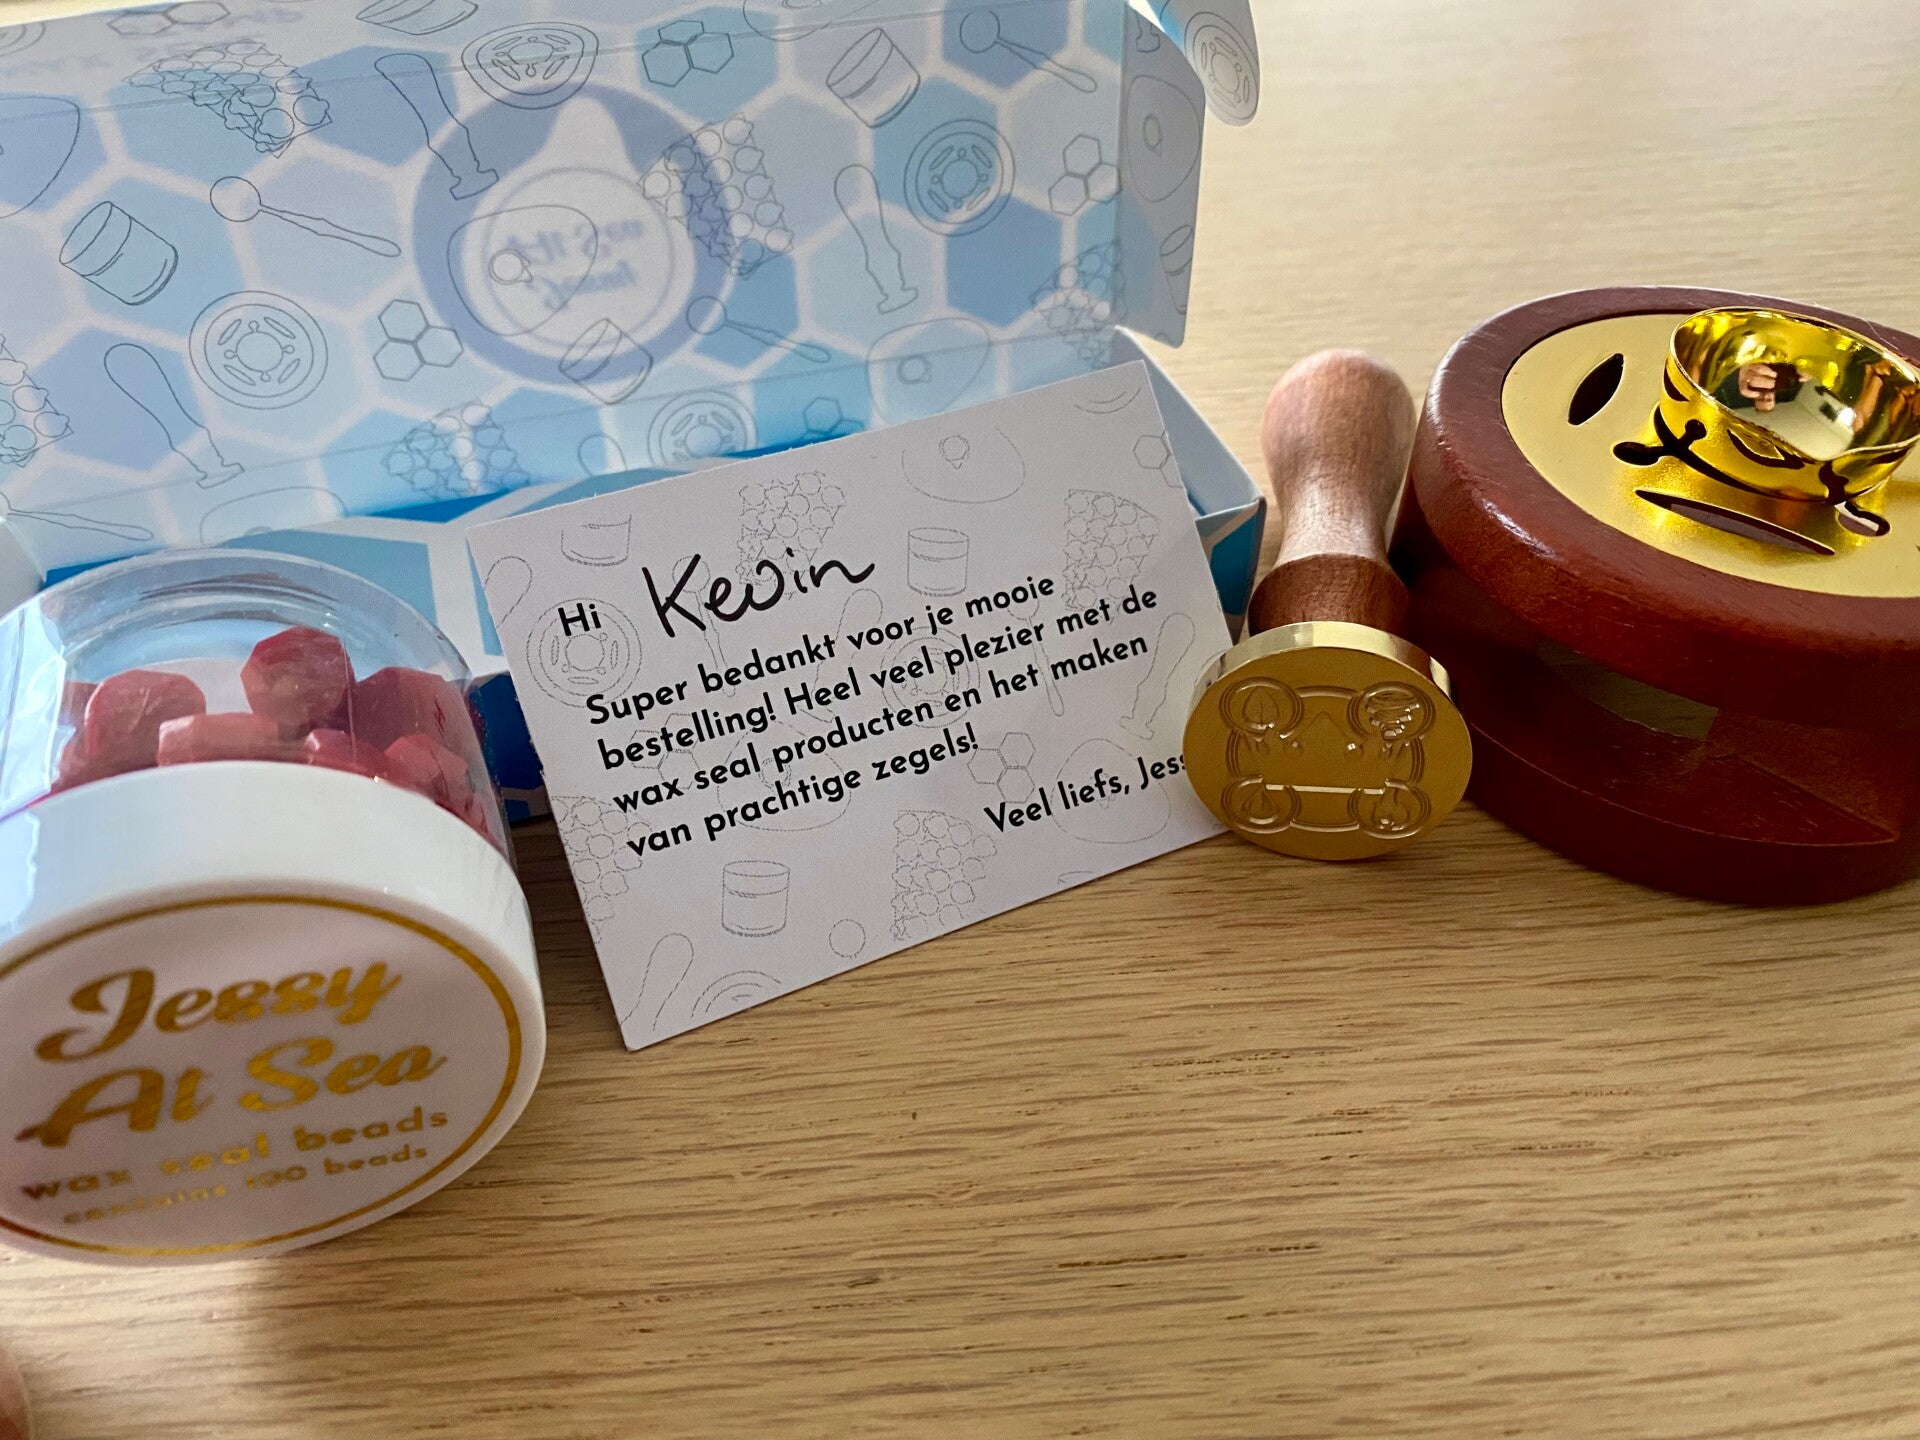 Hi Kevin
Super bedankt voor je mooie
bestelling! Heel veel plezier met de
wax seal producten en het maken
van prachtige zegels!
Veel liefs, Jess
Jessy
At Sea
wax seal beads
contains 100 beads